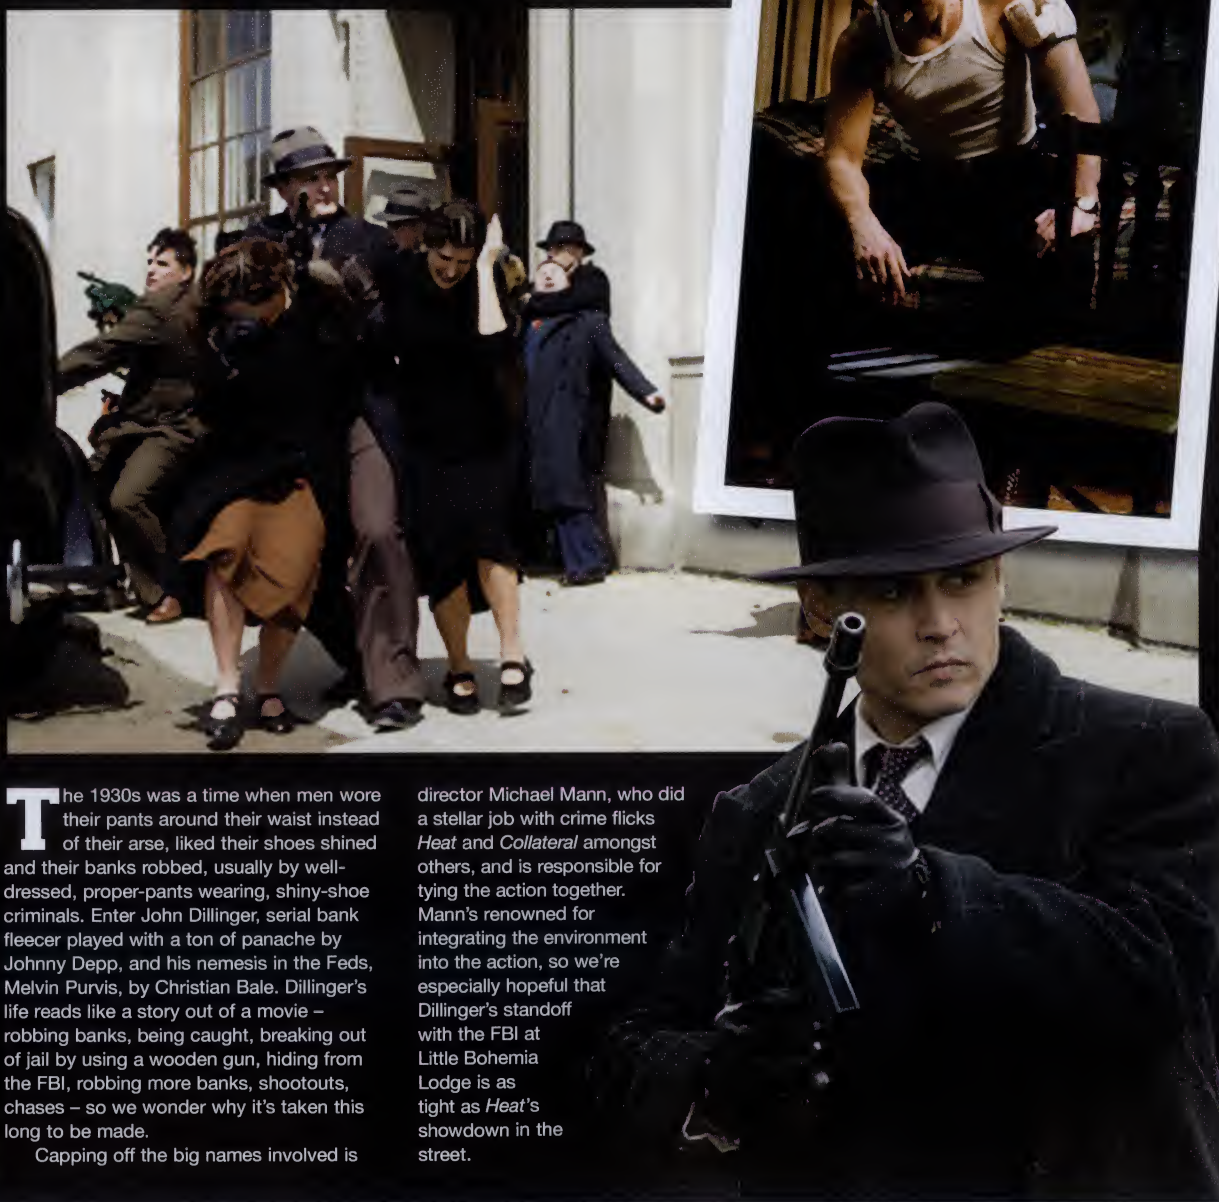 The 1930s was a time when men wore
their pants around their waist instead
of their arse, liked their shoes shined
and their banks robbed, usually by well-
dressed, proper-pants wearing, shiny-shoe
criminals. Enter John Dillinger, serial bank
fleecer played with a ton of panache by
Johnny Depp, and his nemesis in the Feds,
Melvin Purvis, by Christian Bale. Dillinger's
life reads like a story out of a movie –
robbing banks, being caught, breaking out
of jail by using a wooden gun, hiding from
the FBI, robbing more banks, shootouts,
chases – so we wonder why it's taken this
long to be made.
Capping off the big names involved is
director Michael Mann, who did
a stellar job with crime flicks
Heat and Collateral amongst
others, and is responsible for
tying the action together.
Mann's renowned for
integrating the environment
into the action, so we're
especially hopeful that
Dillinger's standoff
with the FBI at
Little Bohemia
Lodge is as
tight as Heat's
showdown in the
street.